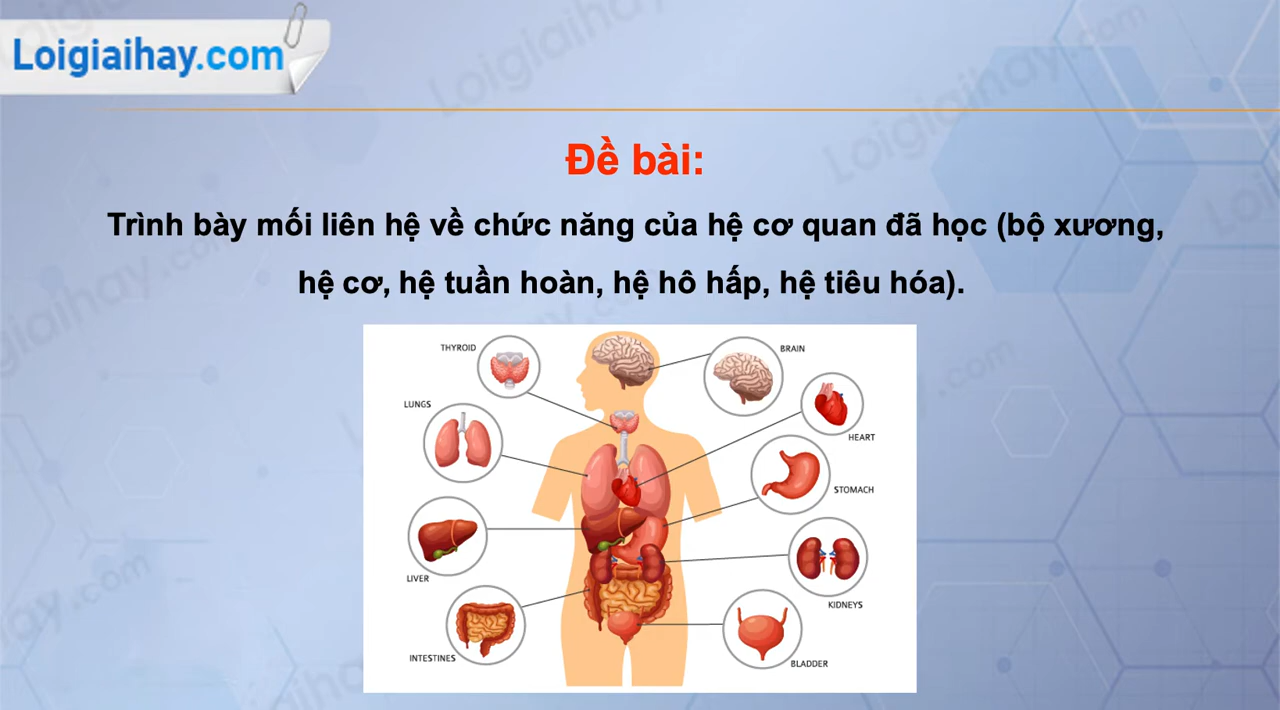 Loigiaihay.com
Đề bài:
Trình bày mối liên hệ về chức năng của hệ cơ quan đã học (bộ xương,
hệ cơ, hệ tuần hoàn, hệ hô hấp, hệ tiêu hóa).
THYROID
BRAIN
LUNGS
HEART
STOMACH
LIVER
KIDNEYS
INTESTINES
BLADDER